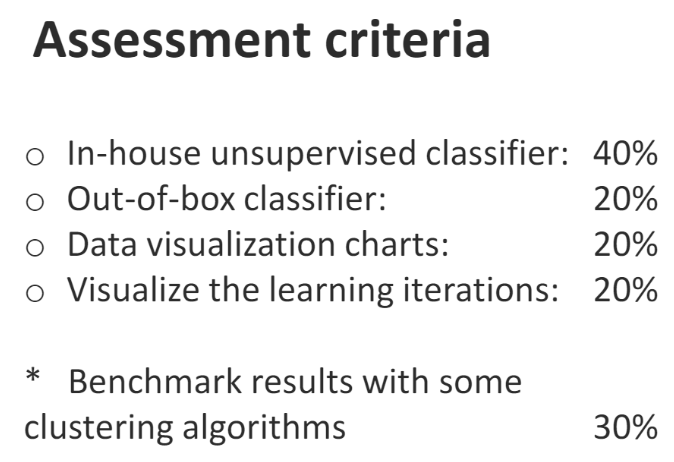 Assessment criteria
○ In-house unsupervised classifier: 40%
○ Out-of-box classifier: 20%
○ Data visualization charts: 20%
○ Visualize the learning iterations: 20%
* Benchmark results with some
clustering algorithms 30%